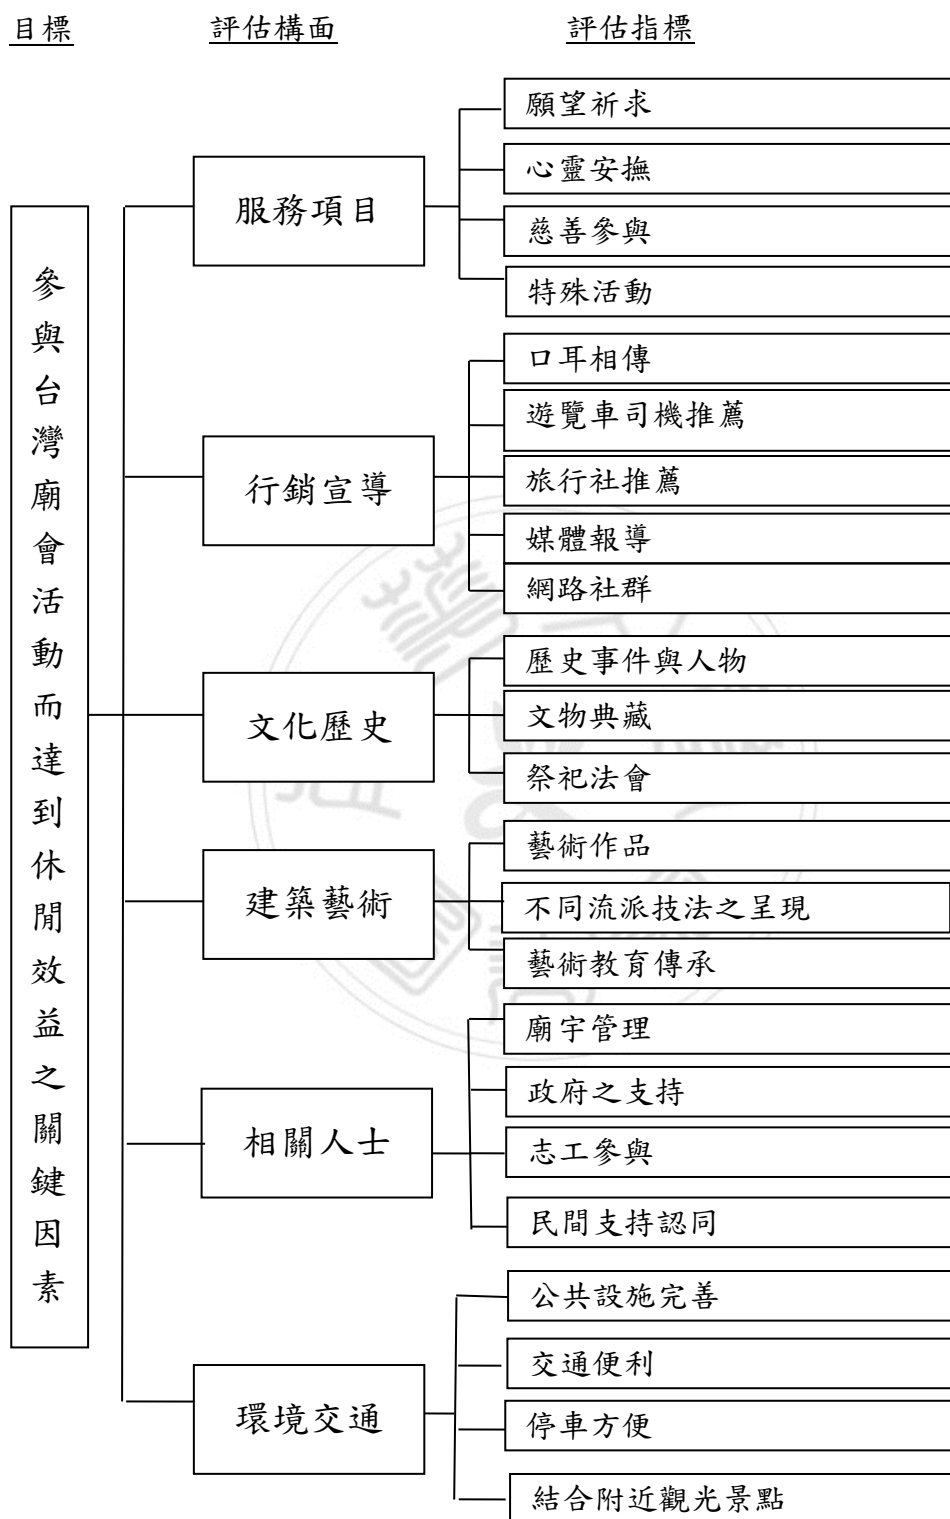 目標 評估構面 評估指標
參與台灣廟會活動而達到休閒效益之關鍵因素
服務項目
願望祈求
心靈安撫
慈善參與
特殊活動
行銷宣導
口耳相傳
遊覽車司機推薦
旅行社推薦
媒體報導
網路社群
文化歷史
歷史事件與人物
文物典藏
祭祀法會
建築藝術
藝術作品
不同流派技法之呈現
藝術教育傳承
相關人士
廟宇管理
政府之支持
志工參與
民間支持認同
環境交通
公共設施完善
交通便利
停車方便
結合附近觀光景點